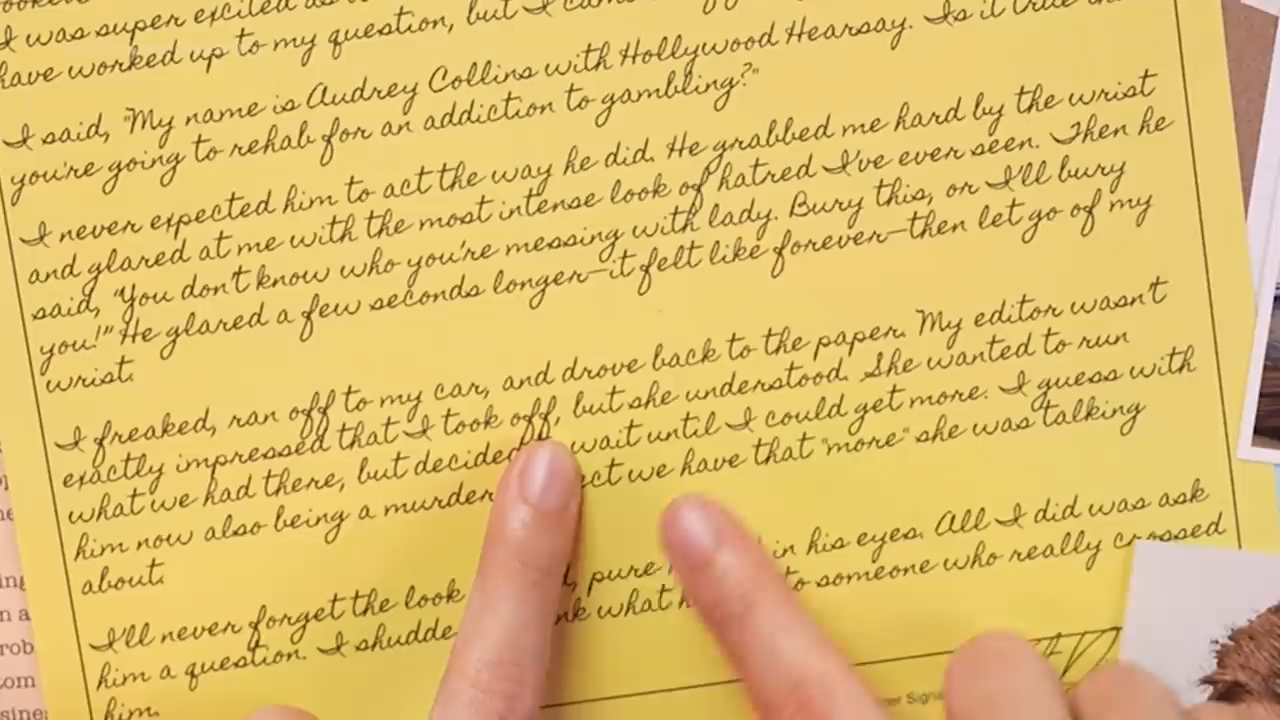 I was super excited as
have worked up to my question, but I came
I said, "My name is Audrey Collins with Hollywood Hearsay. Is it true
you're going to rehab for an addiction to gambling?"
I never expected him to act the way he did. He grabbed me hard by the wrist
and glared at me with the most intense look of hatred I've ever seen. Then he
said, "You don't know who you're messing with lady. Bury this, or I'll bury
you!" He glared a few seconds longer—it felt like forever—then let go of my
wrist.
I freaked, ran off to my car, and drove back to the paper. My editor wasn't
exactly impressed that I took off, but she understood. She wanted to run
what we had there, but decided wait until I could get more. I guess with
him now also being a murder we have that "more" she was talking
about.
I'll never forget the look pure in his eyes. All I did was ask
him a question. I what to someone who really crossed
him.